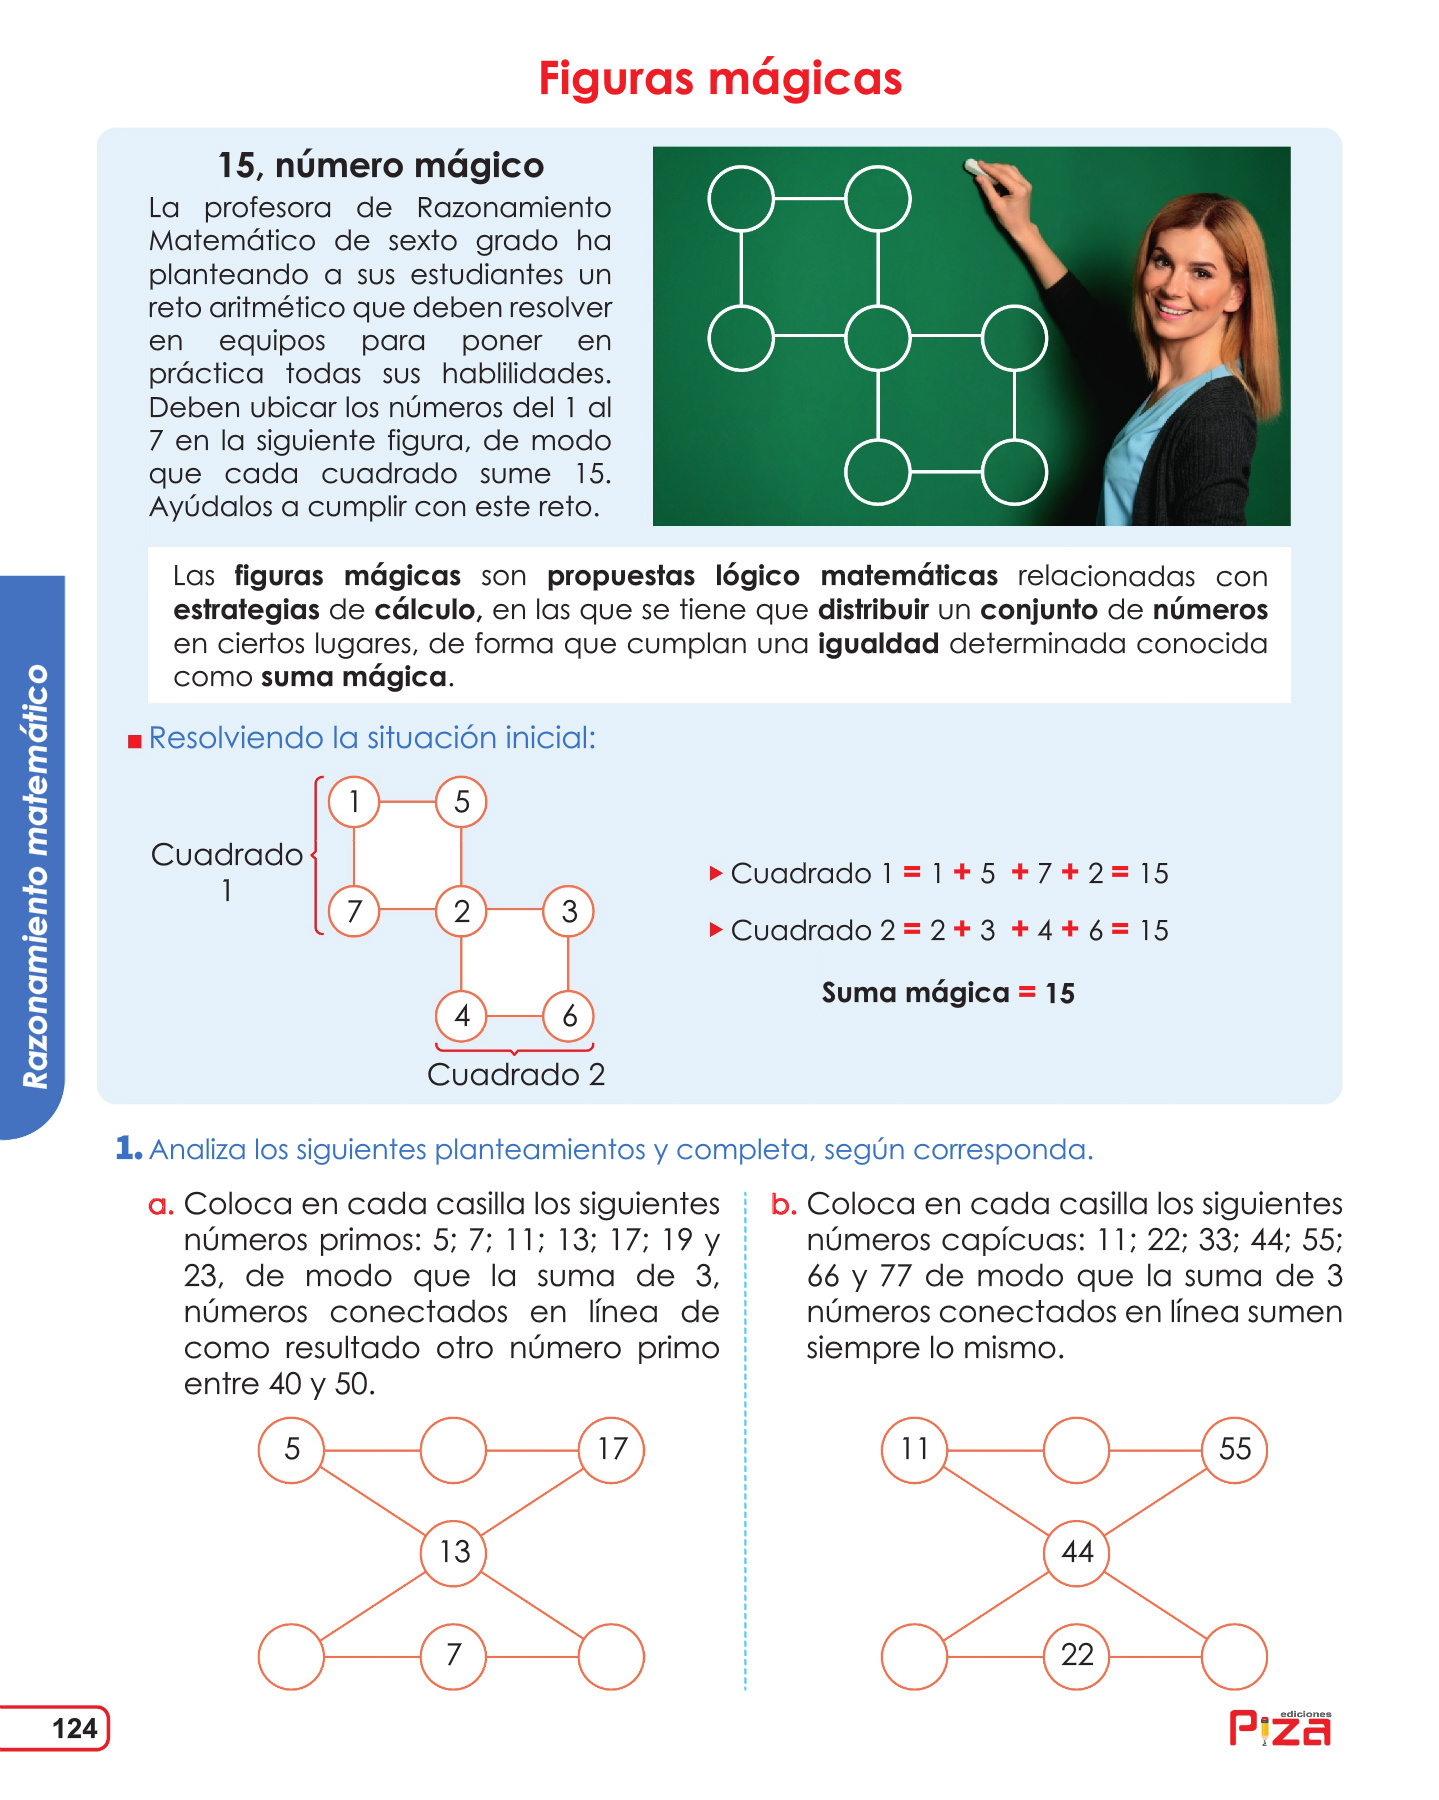 Figuras mágicas
15, número mágico
La profesora de Razonamiento
Matemático de sexto grado ha
planteando a sus estudiantes un
reto aritmético que deben resolver
en equipos para poner en
práctica todas sus hablilidades.
Deben ubicar los números del 1 al
7 en la siguiente figura, de modo
que cada cuadrado sume 15.
Ayúdalos a cumplir con este reto.
Las figuras mágicas son propuestas lógico matemáticas relacionadas con
estrategias de cálculo, en las que se tiene que distribuir un conjunto de números
en ciertos lugares, de forma que cumplan una igualdad determinada conocida
como suma mágica.
Razonamiento matemático
Resolviendo la situación inicial:
1 5
Cuadrado
1
7 2 3
4 6
Cuadrado 2
Cuadrado 1 = 1 + 5 + 7 + 2 = 15
Cuadrado 2 = 2 + 3 + 4 + 6 = 15
Suma mágica = 15
1. Analiza los siguientes planteamientos y completa, según corresponda.
a. Coloca en cada casilla los siguientes
números primos: 5; 7; 11; 13; 17; 19 y
23, de modo que la suma de 3,
números conectados en línea de
como resultado otro número primo
entre 40 y 50.
5 17
13
7
b. Coloca en cada casilla los siguientes
números capícuas: 11; 22; 33; 44; 55;
66 y 77 de modo que la suma de 3
números conectados en línea sumen
siempre lo mismo.
11 55
44
22
124
ediciones
Piza